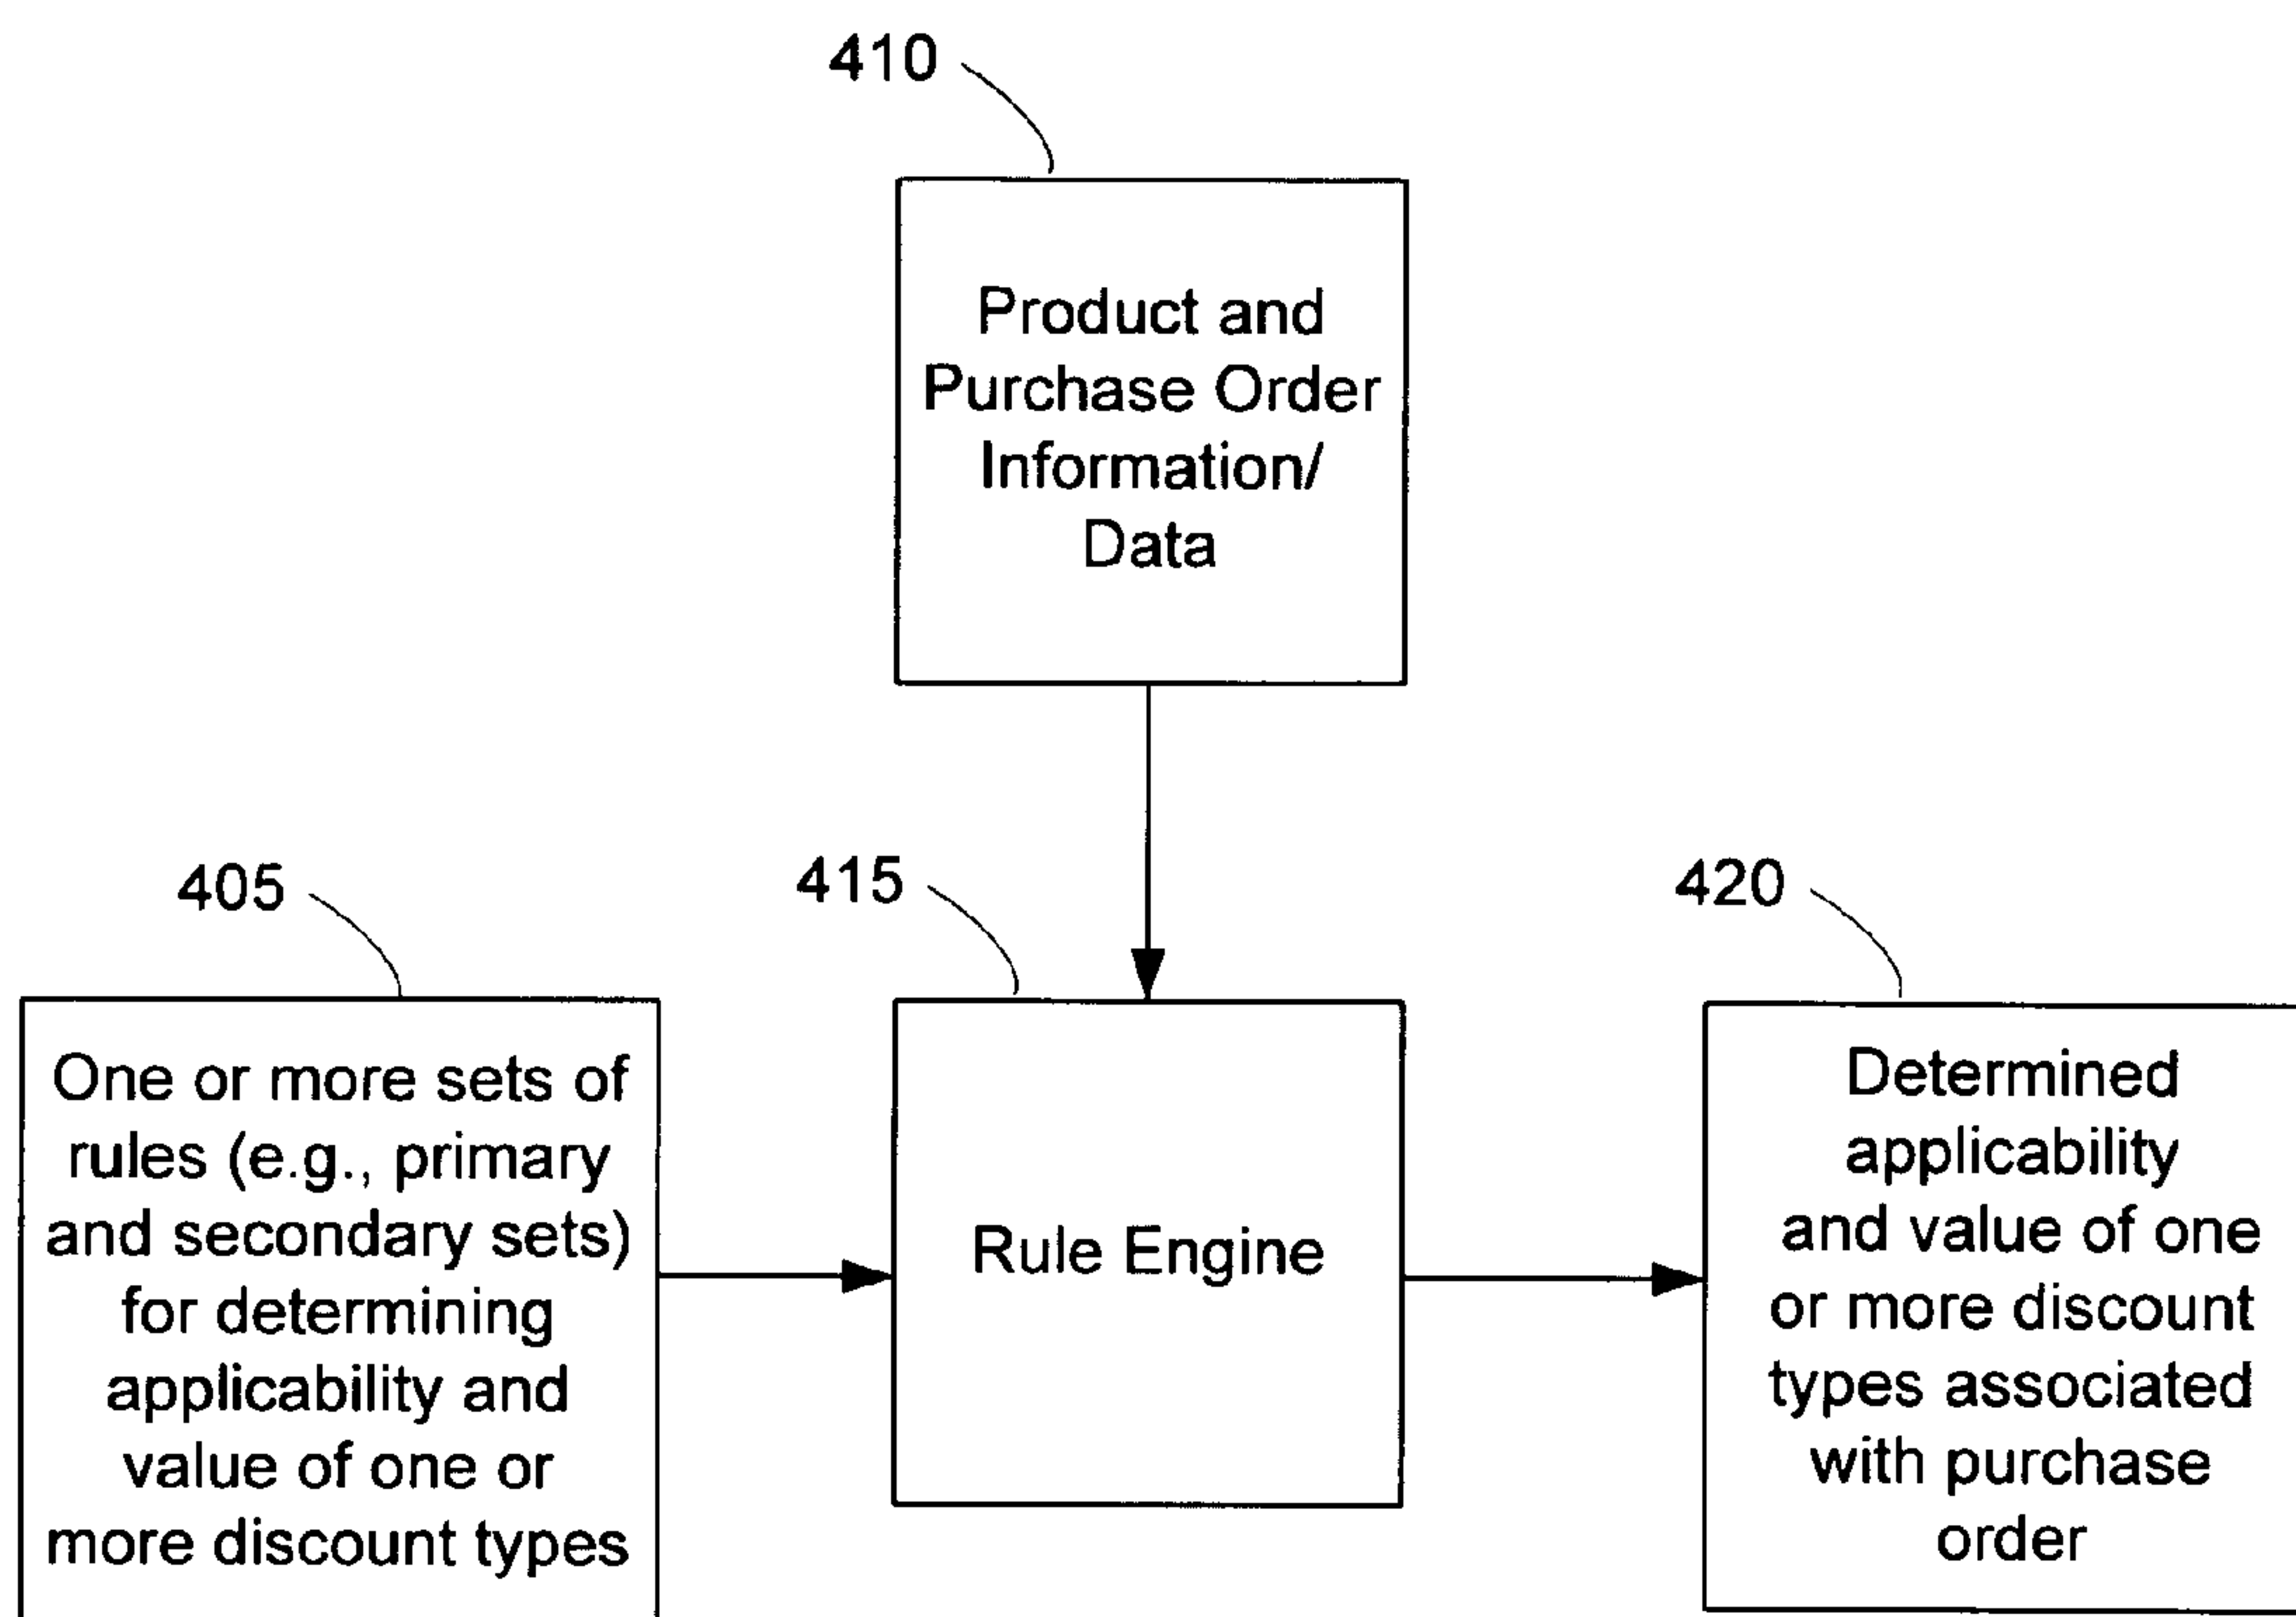 410
Product and
Purchase Order
Information/
Data
405
One or more sets of
rules (e.g., primary
and secondary sets)
for determining
applicability and
value of one or
more discount types
415
Rule Engine
420
Determined
applicability
and value of one
or more discount
types associated
with purchase
order